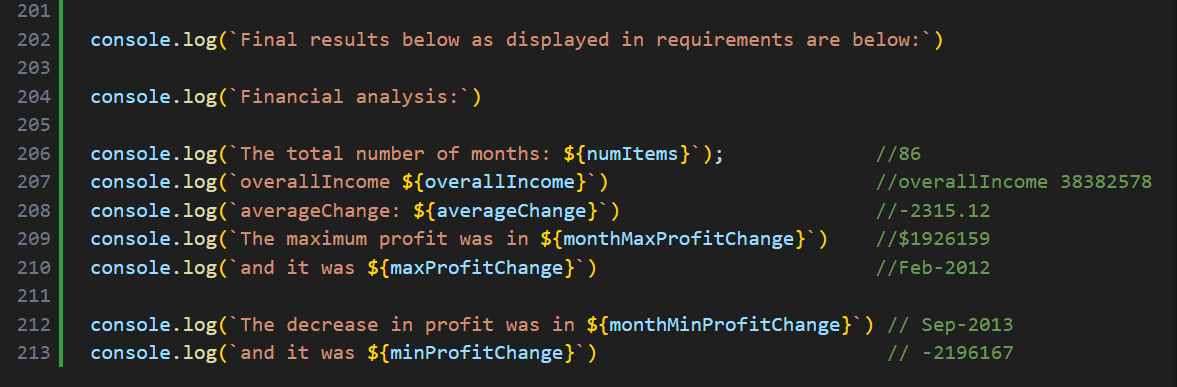 201
202 console.log(`Final results below as displayed in requirements are below:`)
203
204 console.log(`Financial analysis:`)
205
206 console.log(`The total number of months: ${numItems}`); //86
207 console.log(`overallIncome ${overallIncome}`) //overallIncome 38382578
208 console.log(`averageChange: ${averageChange}`) //-2315.12
209 console.log(`The maximum profit was in ${monthMaxProfitChange}`) //$1926159
210 console.log(`and it was ${maxProfitChange}`) //Feb-2012
211
212 console.log(`The decrease in profit was in ${monthMinProfitChange}`) // Sep-2013
213 console.log(`and it was ${minProfitChange}`) // -2196167